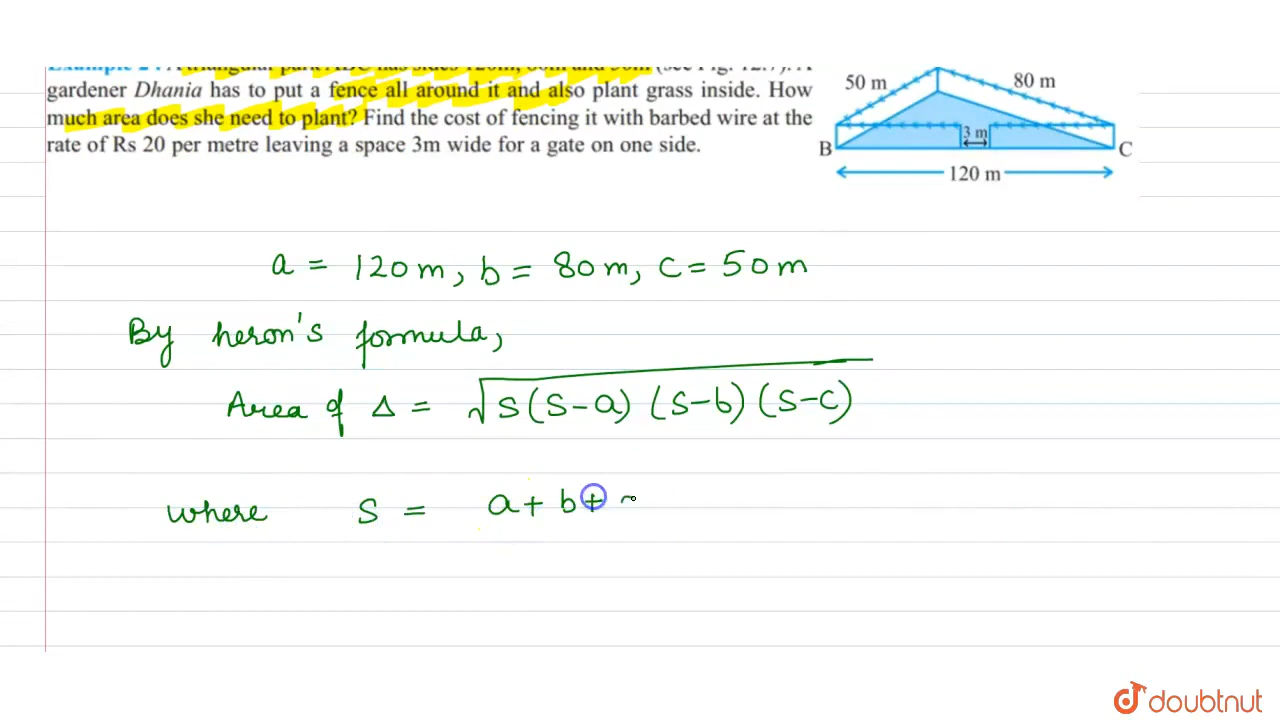 gardener Dhania has to put a fence all around it and also plant grass inside. How
much area does she need to plant? Find the cost of fencing it with barbed wire at the
rate of Rs 20 per metre leaving a space 3m wide for a gate on one side.
50 m
80 m
3 m
B
C
120 m
a = 120 m, b = 80 m, c = 50 m
By heron's formula,
Area of Δ = √S(S-a) (S-b) (S-c)
where S = a + b +
doubtnut